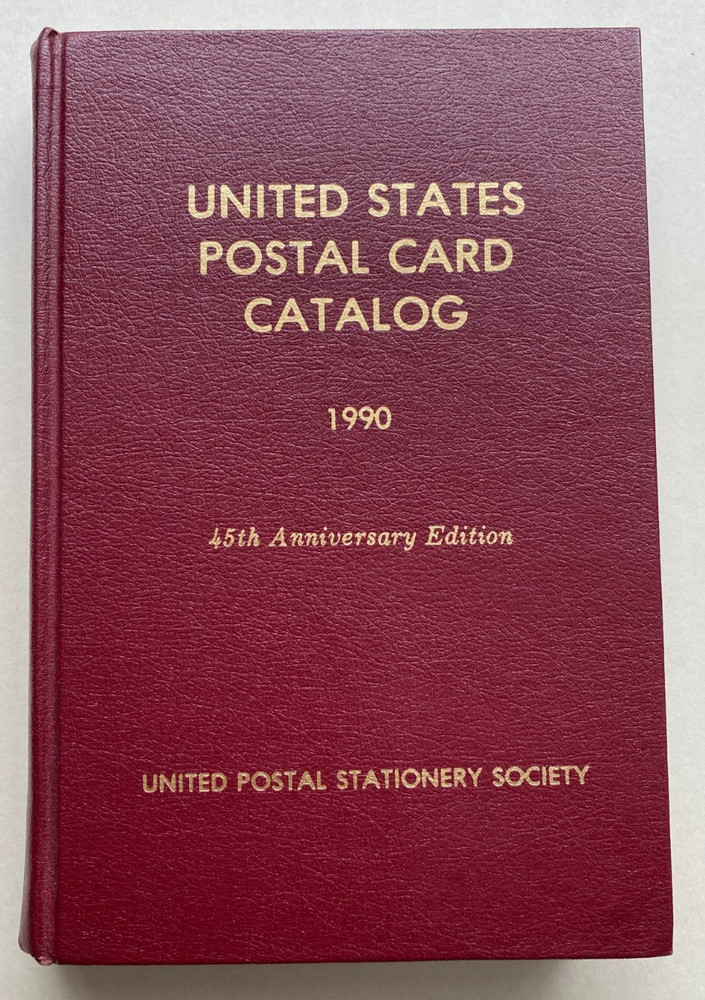 UNITED STATES
POSTAL CARD
CATALOG
1990
45th Anniversary Edition
UNITED POSTAL STATIONERY SOCIETY